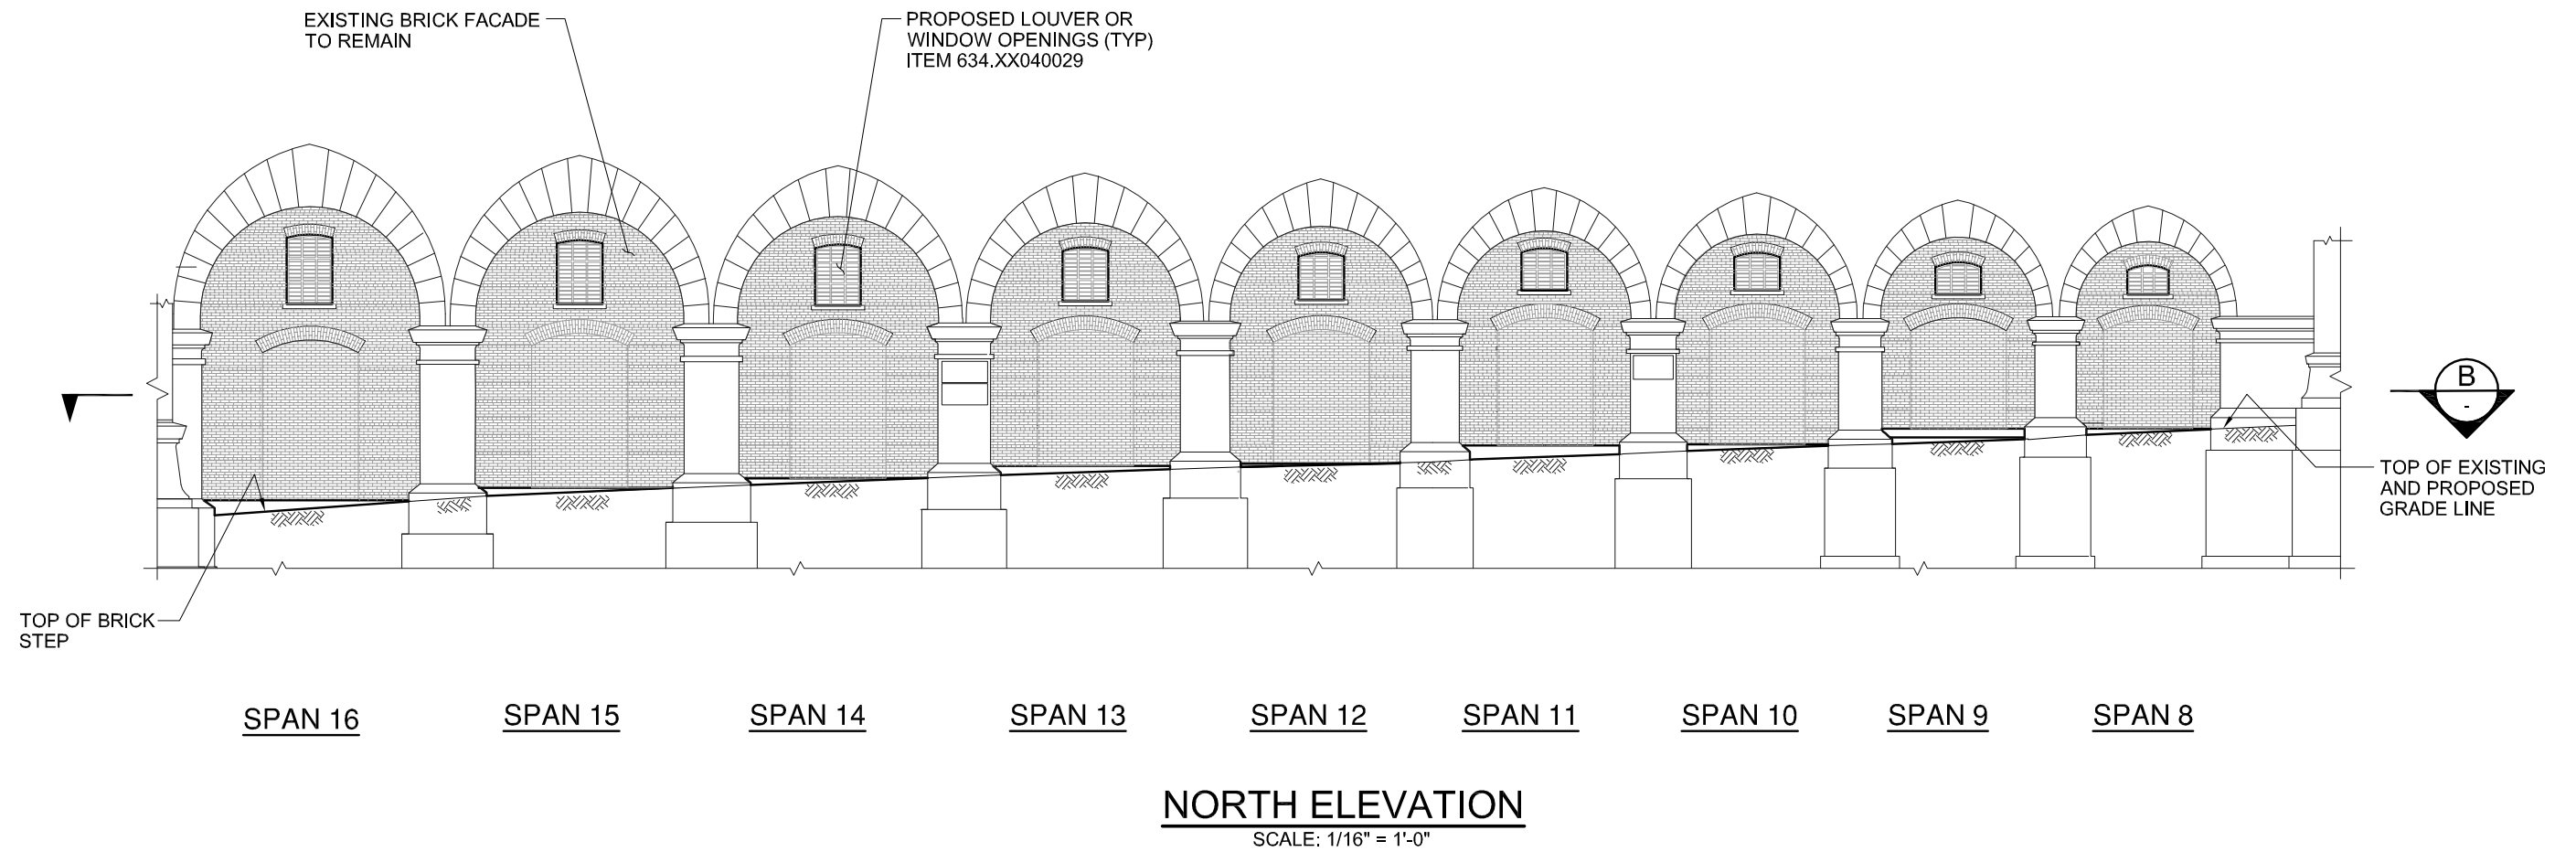 EXISTING BRICK FACADE
TO REMAIN
PROPOSED LOUVER OR
WINDOW OPENINGS (TYP)
ITEM 634.XX040029
B
-
TOP OF EXISTING
AND PROPOSED
GRADE LINE
TOP OF BRICK
STEP
SPAN 16
SPAN 15
SPAN 14
SPAN 13
SPAN 12
SPAN 11
SPAN 10
SPAN 9
SPAN 8
NORTH ELEVATION
SCALE: 1/16" = 1'-0"